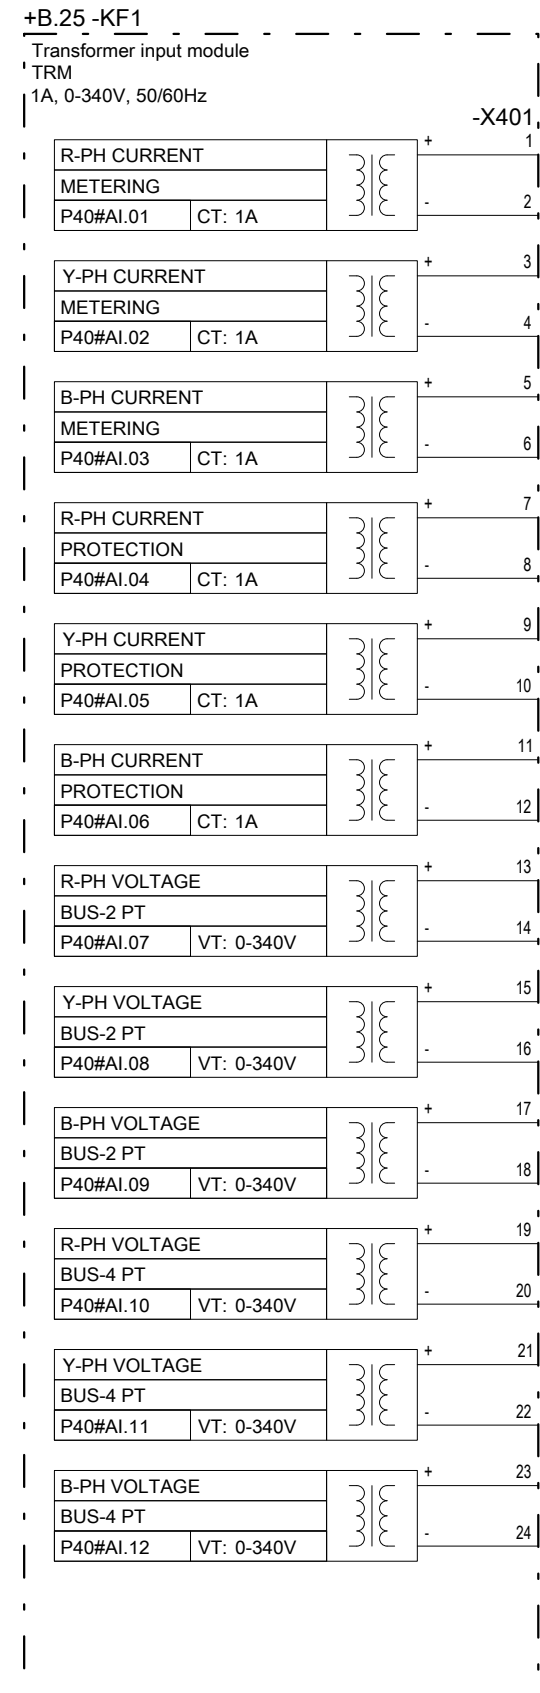 +B.25 -KF1
Transformer input module
TRM
1A, 0-340V, 50/60Hz
-X401
R-PH CURRENT
METERING
P40#AI.01 CT: 1A
+ 1
- 2
Y-PH CURRENT
METERING
P40#AI.02 CT: 1A
+ 3
- 4
B-PH CURRENT
METERING
P40#AI.03 CT: 1A
+ 5
- 6
R-PH CURRENT
PROTECTION
P40#AI.04 CT: 1A
+ 7
- 8
Y-PH CURRENT
PROTECTION
P40#AI.05 CT: 1A
+ 9
- 10
B-PH CURRENT
PROTECTION
P40#AI.06 CT: 1A
+ 11
- 12
R-PH VOLTAGE
BUS-2 PT
P40#AI.07 VT: 0-340V
+ 13
- 14
Y-PH VOLTAGE
BUS-2 PT
P40#AI.08 VT: 0-340V
+ 15
- 16
B-PH VOLTAGE
BUS-2 PT
P40#AI.09 VT: 0-340V
+ 17
- 18
R-PH VOLTAGE
BUS-4 PT
P40#AI.10 VT: 0-340V
+ 19
- 20
Y-PH VOLTAGE
BUS-4 PT
P40#AI.11 VT: 0-340V
+ 21
- 22
B-PH VOLTAGE
BUS-4 PT
P40#AI.12 VT: 0-340V
+ 23
- 24